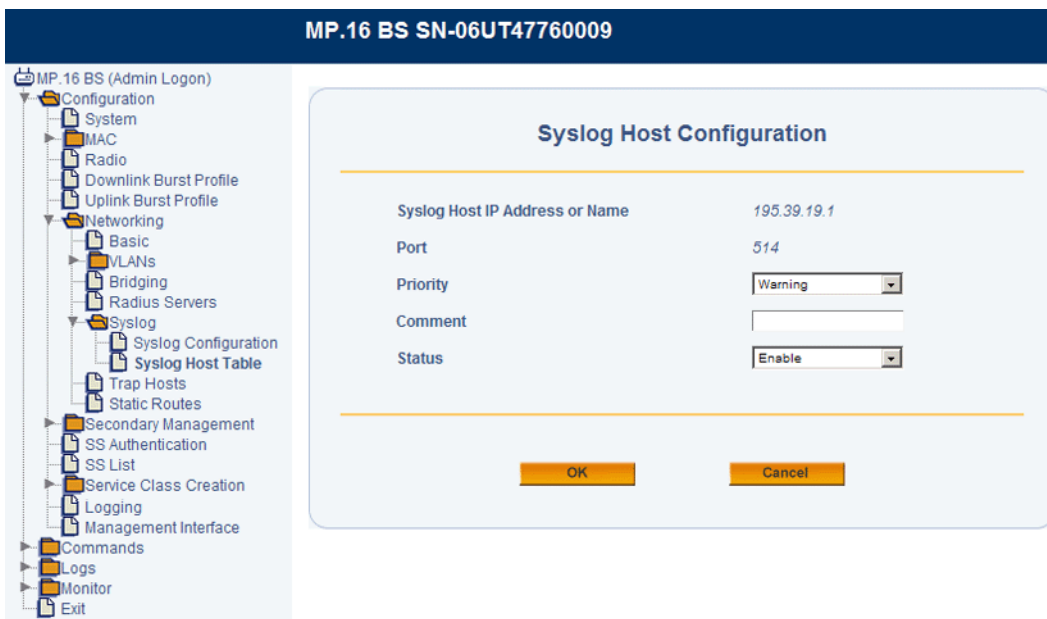 MP.16 BS SN-06UT47760009
MP.16 BS (Admin Logon)
Configuration
System
MAC
Radio
Downlink Burst Profile
Uplink Burst Profile
Networking
Basic
VLANs
Bridging
Radius Servers
Syslog
Syslog Configuration
Syslog Host Table
Trap Hosts
Static Routes
Secondary Management
SS Authentication
SS List
Service Class Creation
Logging
Management Interface
Commands
Logs
Monitor
Exit
Syslog Host Configuration
Syslog Host IP Address or Name 195.39.19.1
Port 514
Priority Warning
Comment
Status Enable
OK Cancel